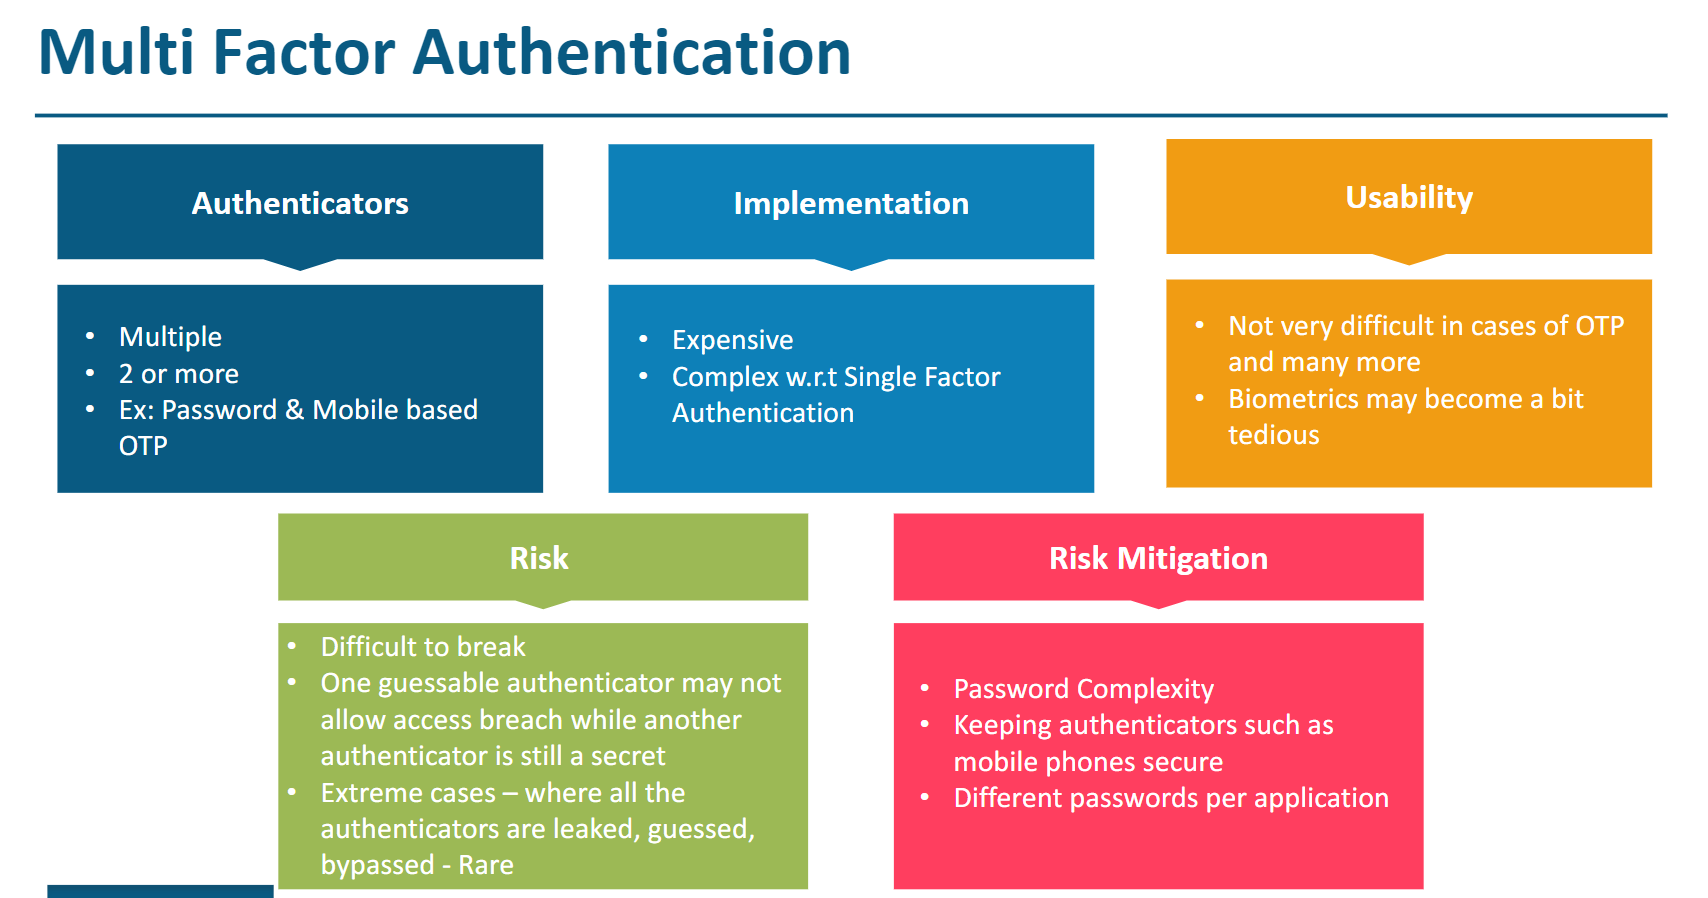 Multi Factor Authentication
Authenticators
• Multiple
• 2 or more
• Ex: Password & Mobile based
OTP
Implementation
• Expensive
• Complex w.r.t Single Factor
Authentication
Usability
• Not very difficult in cases of OTP
and many more
• Biometrics may become a bit
tedious
Risk
• Difficult to break
• One guessable authenticator may not
allow access breach while another
authenticator is still a secret
• Extreme cases – where all the
authenticators are leaked, guessed,
bypassed - Rare
Risk Mitigation
• Password Complexity
• Keeping authenticators such as
mobile phones secure
• Different passwords per application